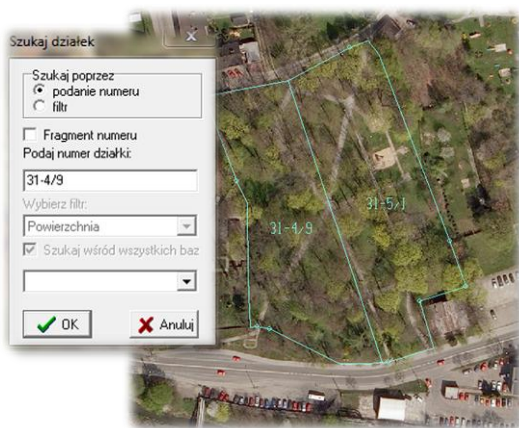 Szukaj działek
Szukaj poprzez
podanie numeru
filtr
Fragment numeru
Podaj numer działki:
31-4/9
Wybierz filtr:
Powierzchnia
Szukaj wśród wszystkich baz
OK
Anuluj
31-4/9
31-5/1